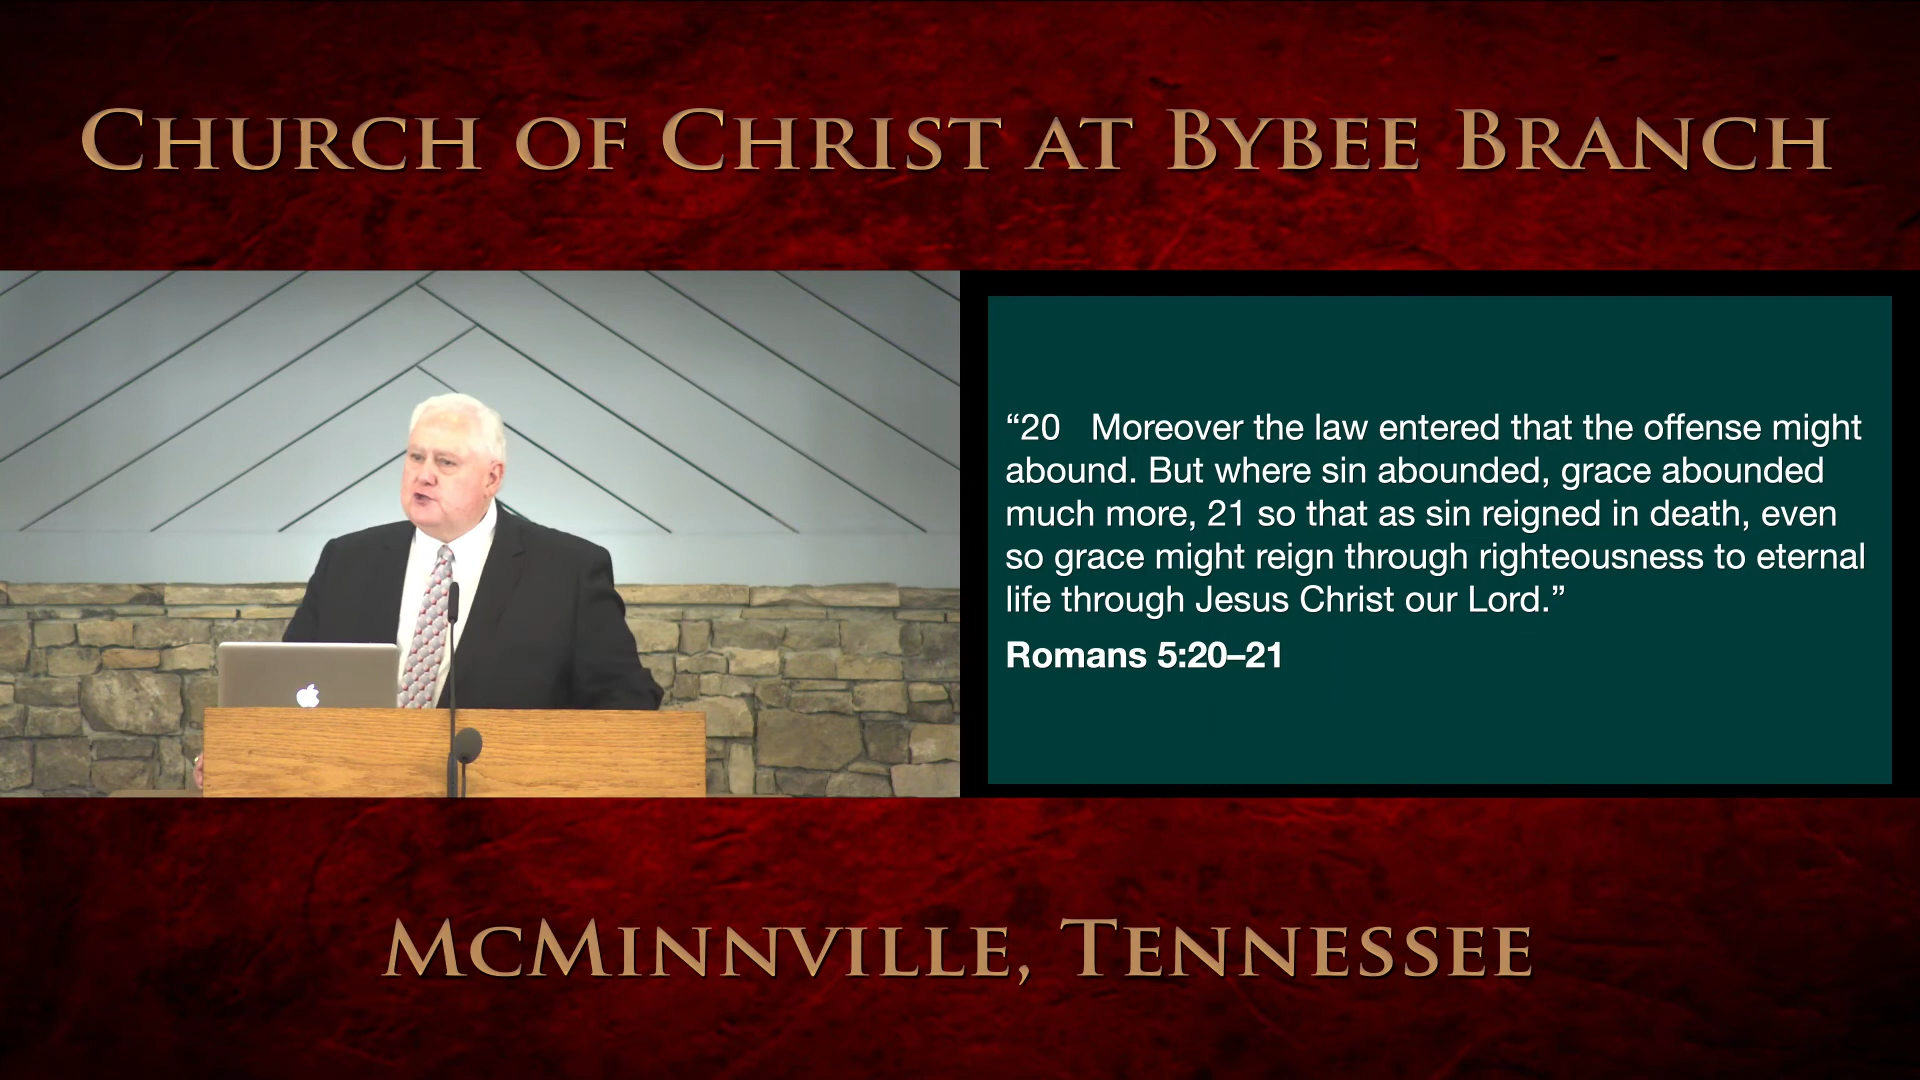 CHURCH OF CHRIST AT BYBEE BRANCH
“20 Moreover the law entered that the offense might
abound. But where sin abounded, grace abounded
much more, 21 so that as sin reigned in death, even
so grace might reign through righteousness to eternal
life through Jesus Christ our Lord.”
Romans 5:20–21
MCMINNVILLE, TENNESSEE